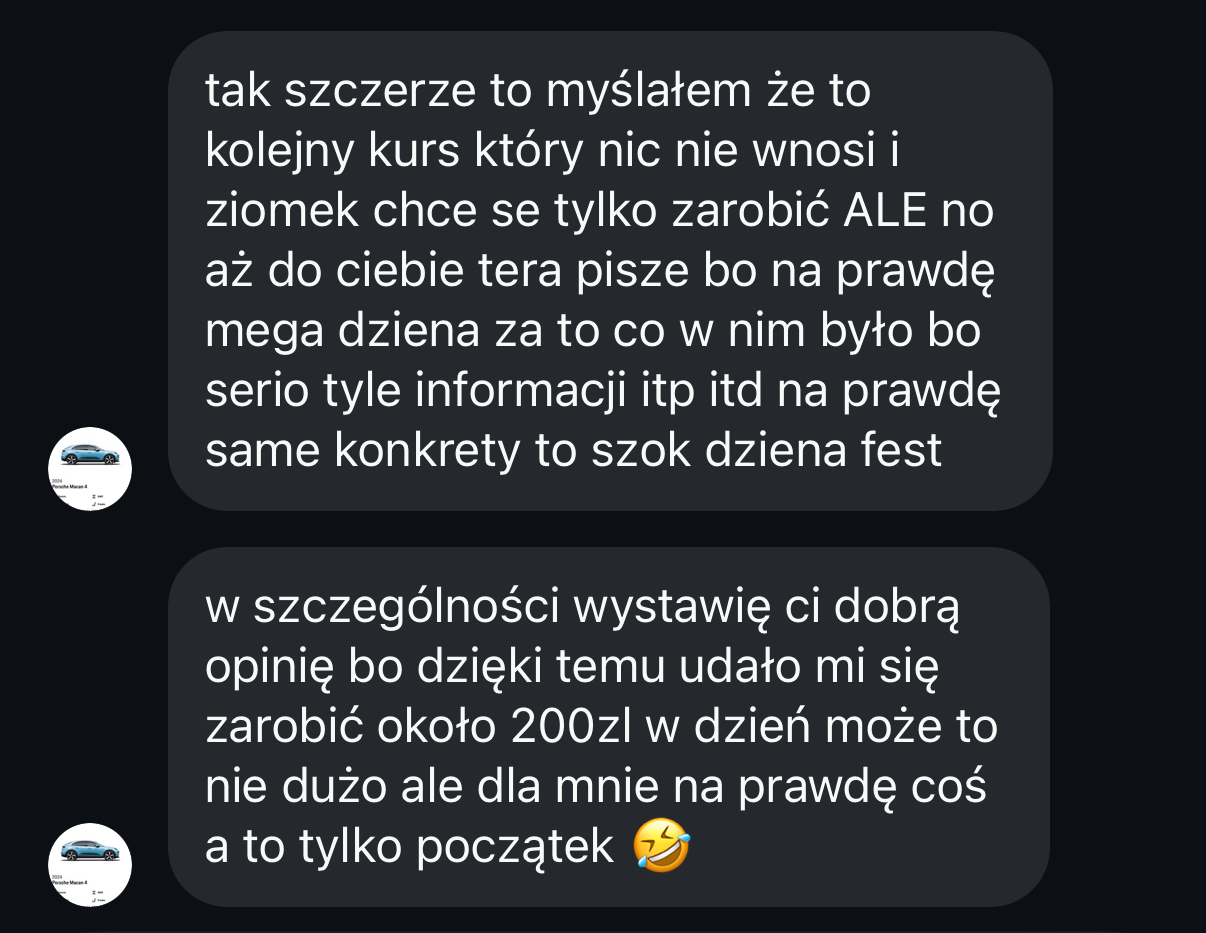 tak szczerze to myślałem że to
kolejny kurs który nic nie wnosi i
ziomek chce se tylko zarobić ALE no
aż do ciebie tera pisze bo na prawdę
mega dziena za to co w nim było bo
serio tyle informacji itp itd na prawdę
same konkrety to szok dziena fest
2024
Porsche Macan 4
w szczególności wystawię ci dobrą
opinię bo dzięki temu udało mi się
zarobić około 200zl w dzień może to
nie dużo ale dla mnie na prawdę coś
a to tylko początek 🤣
2024
Porsche Macan 4